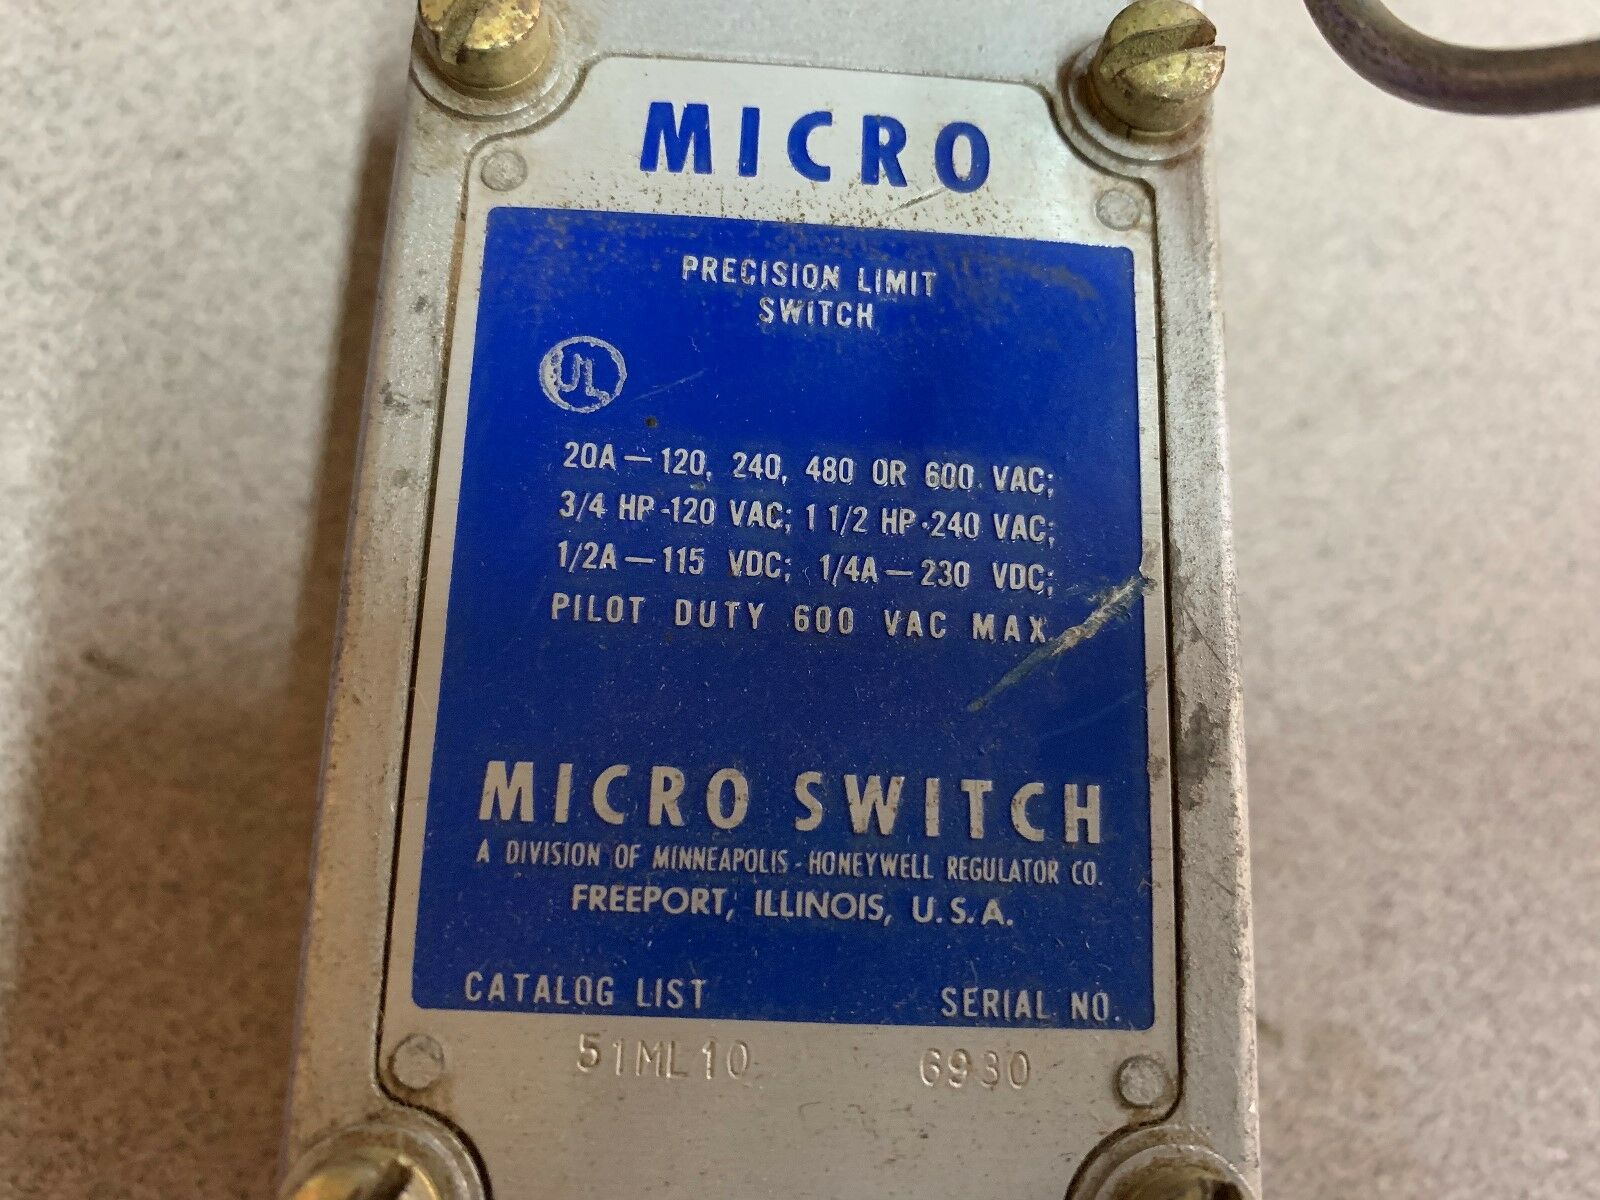 MICRO
PRECISION LIMIT
SWITCH
UL
20A — 120, 240, 480 OR 600 VAC;
3/4 HP-120 VAC; 1 1/2 HP-240 VAC;
1/2A — 115 VDC; 1/4A — 230 VDC;
PILOT DUTY 600 VAC MAX.
MICRO SWITCH
A DIVISION OF MINNEAPOLIS-HONEYWELL REGULATOR CO.
FREEPORT, ILLINOIS, U.S.A.
CATALOG LIST SERIAL NO.
51ML10 6930